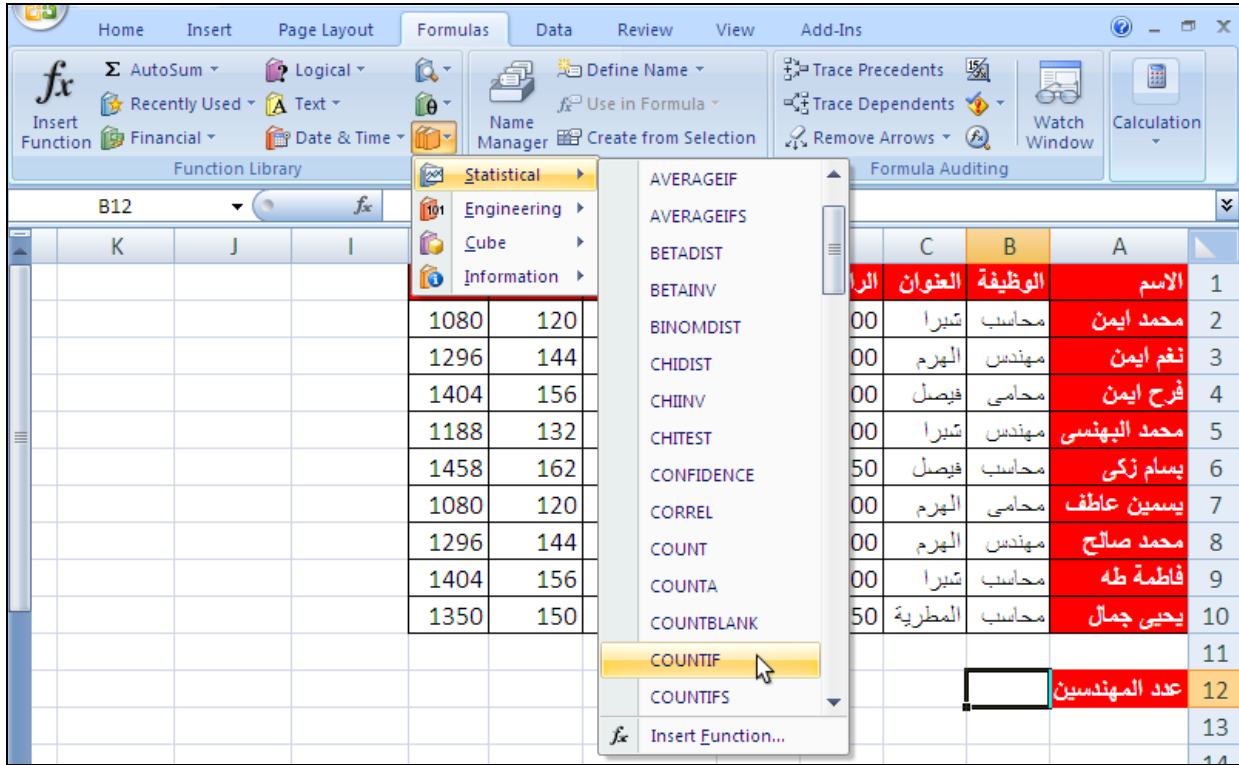 Home Insert Page Layout Formulas Data Review View Add-Ins
fx Insert Function
Σ AutoSum
Recently Used
Financial
Logical
Text
Date & Time
Function Library
Name Manager
Define Name
Use in Formula
Create from Selection
Trace Precedents
Trace Dependents
Remove Arrows
Formula Auditing
Watch Window
Calculation
Statistical
Engineering
Cube
Information
AVERAGEIF
AVERAGEIFS
BETADIST
BETAINV
BINOMDIST
CHIDIST
CHIINV
CHITEST
CONFIDENCE
CORREL
COUNT
COUNTA
COUNTBLANK
COUNTIF
COUNTIFS
fx Insert Function...
B12 fx
K J I C B A
1 الاسم الوظيفة العنوان
2 محمد ايمن محاسب شبرا 00 120 1080
3 نغم ايمن مهندس الهرم 00 144 1296
4 فرح ايمن محامى فيصل 00 156 1404
5 محمد البهنسى مهندس شبرا 00 132 1188
6 بسام زكى محاسب فيصل 50 162 1458
7 يسمين عاطف محامى الهرم 00 120 1080
8 محمد صالح مهندس الهرم 00 144 1296
9 فاطمة طه محاسب شبرا 00 156 1404
10 يحيى جمال محاسب المطرية 50 150 1350
11
12 عدد المهندسين
13